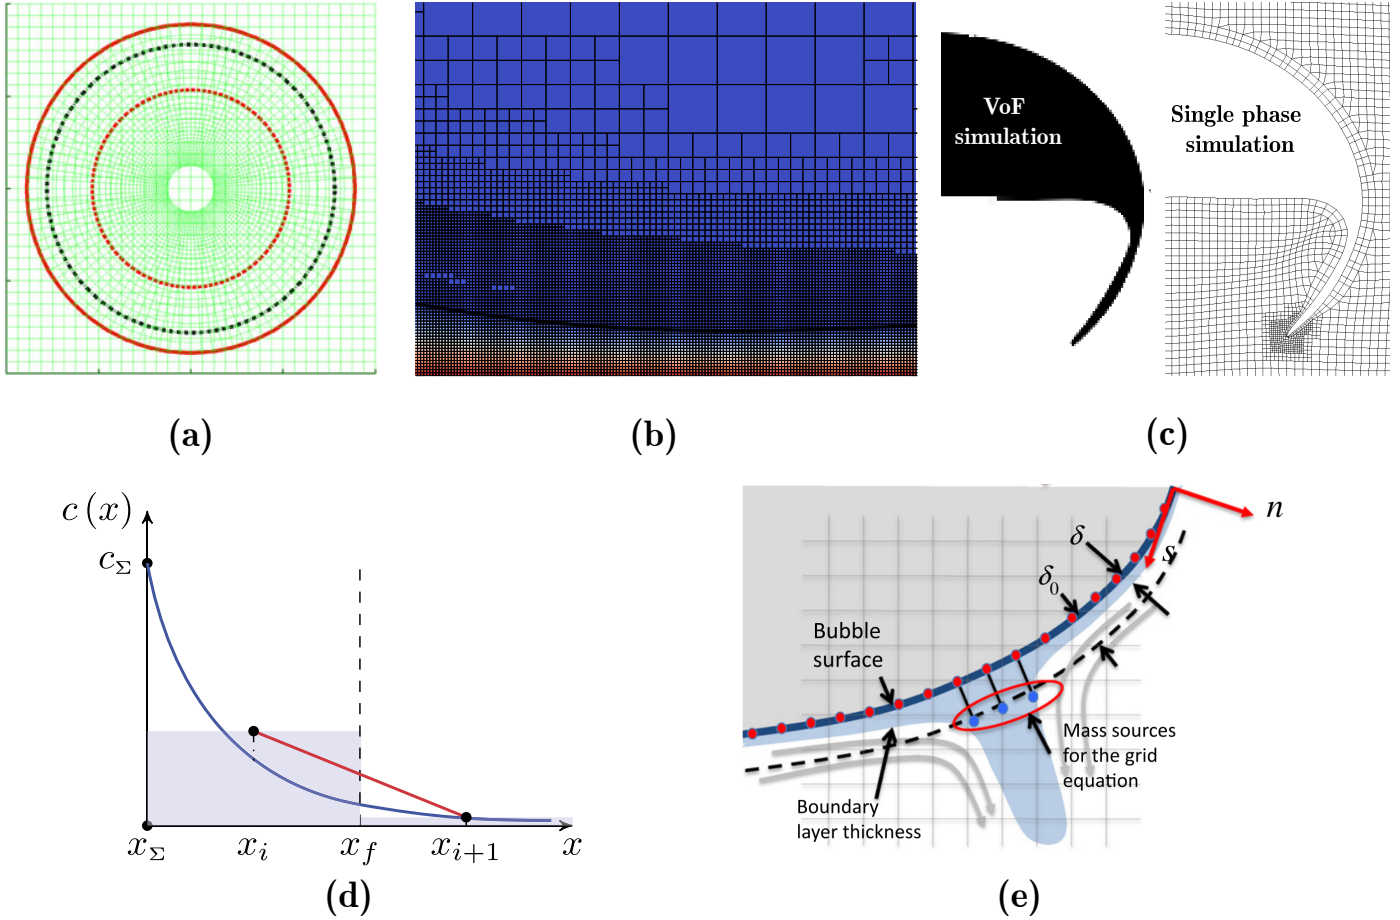 VoF
simulation
Single phase
simulation
(a)
(b)
(c)
c (x)
c_Σ
x_Σ
x_i
x_f
x_{i+1}
x
(d)
n
s
δ
δ₀
Bubble
surface
Mass sources
for the grid
equation
Boundary
layer thickness
(e)